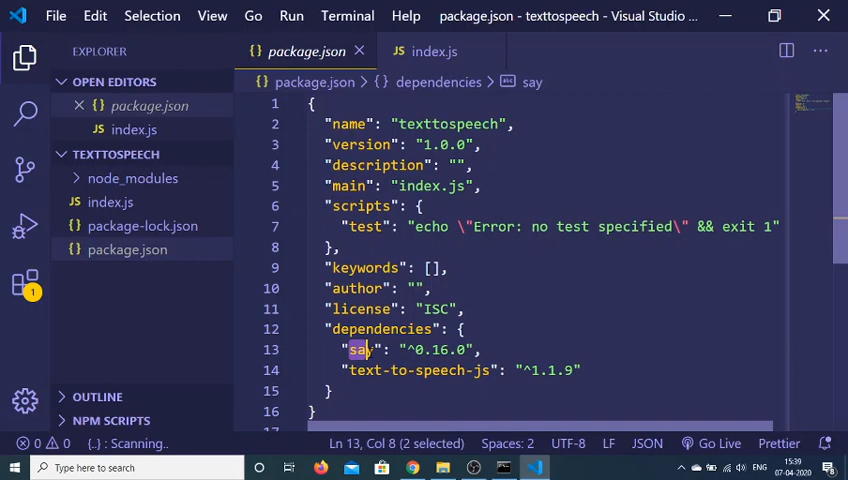 File Edit Selection View Go Run Terminal Help package.json - texttospeech - Visual Studio ...
EXPLORER
package.json
index.js
OPEN EDITORS
package.json
index.js
TEXTTOSPEECH
node_modules
index.js
package-lock.json
package.json
1
OUTLINE
NPM SCRIPTS
package.json > {} dependencies > abc say
1 {
2 "name": "texttospeech",
3 "version": "1.0.0",
4 "description": "",
5 "main": "index.js",
6 "scripts": {
7 "test": "echo \"Error: no test specified\" && exit 1"
8 },
9 "keywords": [],
10 "author": "",
11 "license": "ISC",
12 "dependencies": {
13 "say": "^0.16.0",
14 "text-to-speech-js": "^1.1.9"
15 }
16 }
0 0 {..} : Scanning.. Ln 13, Col 8 (2 selected) Spaces: 2 UTF-8 LF JSON Go Live Prettier
Type here to search
ENG
15:39
07-04-2020